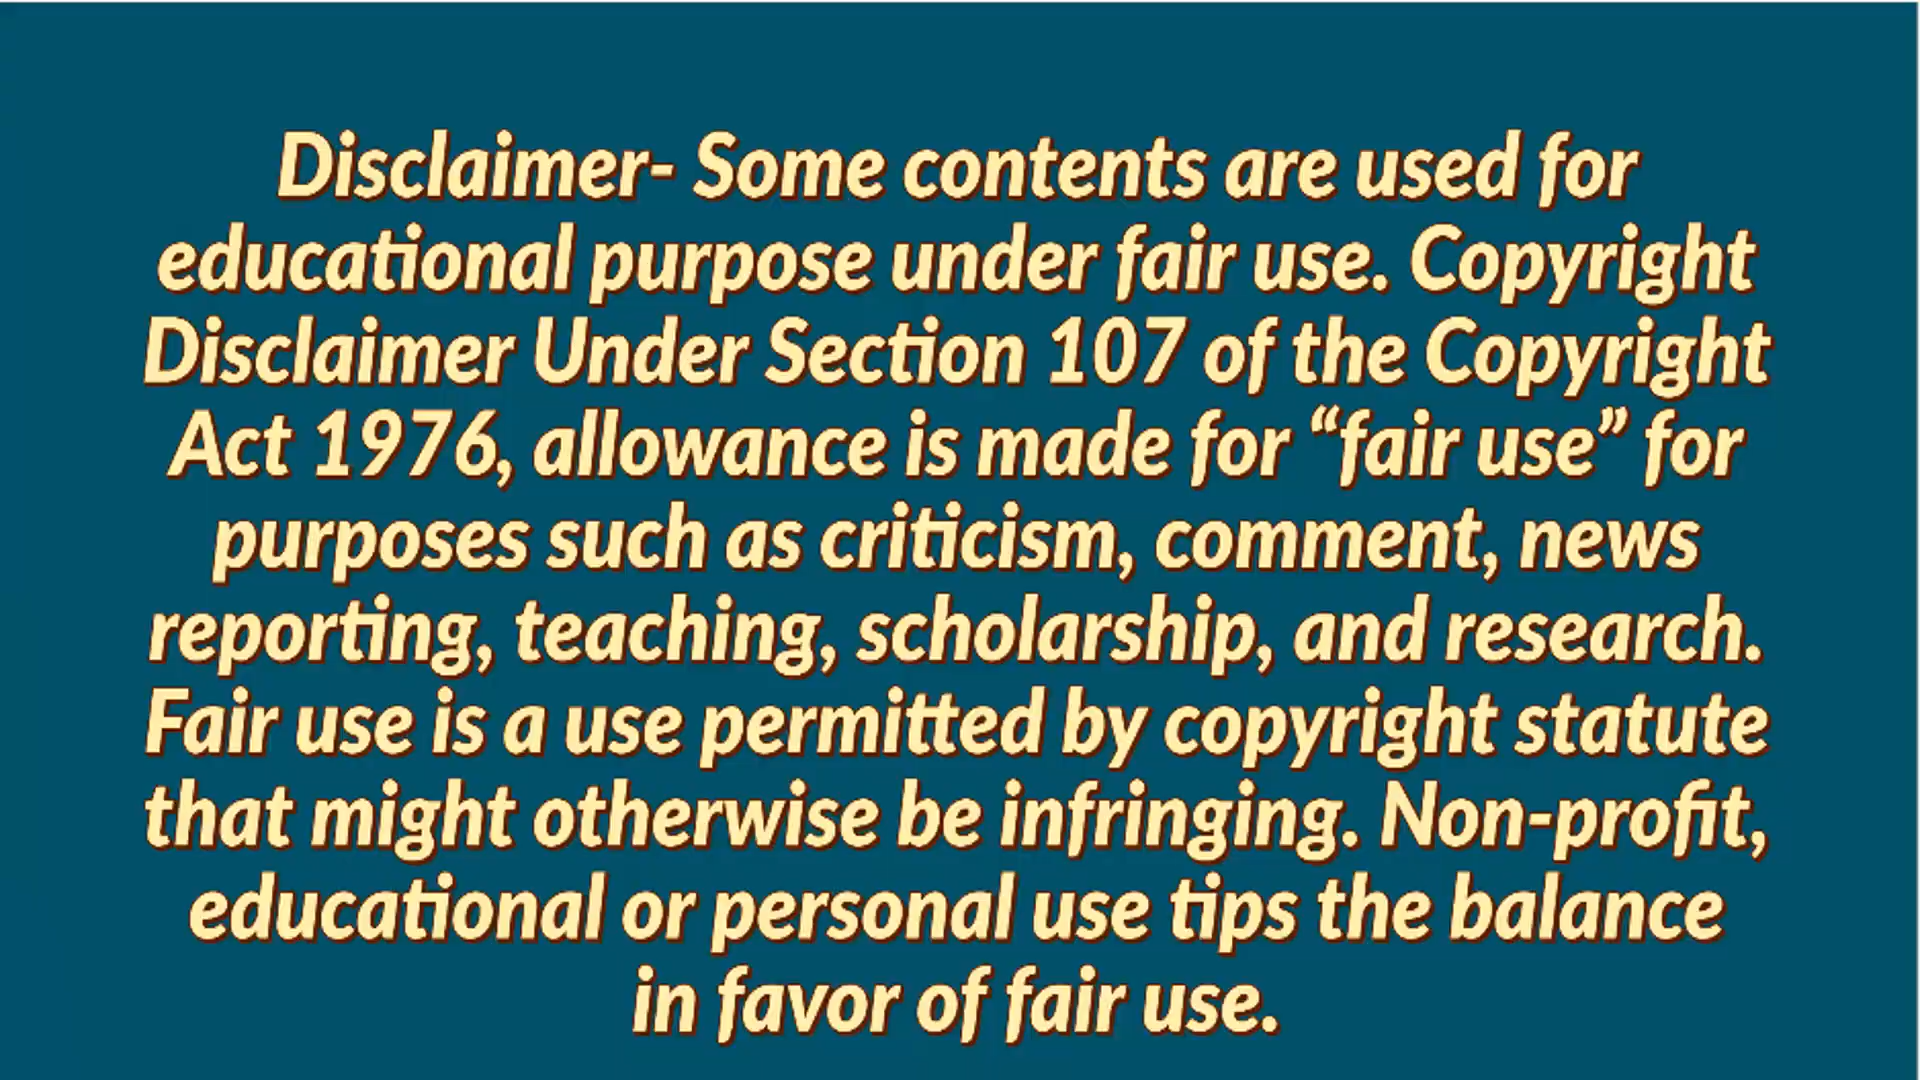 Disclaimer- Some contents are used for
educational purpose under fair use. Copyright
Disclaimer Under Section 107 of the Copyright
Act 1976, allowance is made for “fair use” for
purposes such as criticism, comment, news
reporting, teaching, scholarship, and research.
Fair use is a use permitted by copyright statute
that might otherwise be infringing. Non-profit,
educational or personal use tips the balance
in favor of fair use.